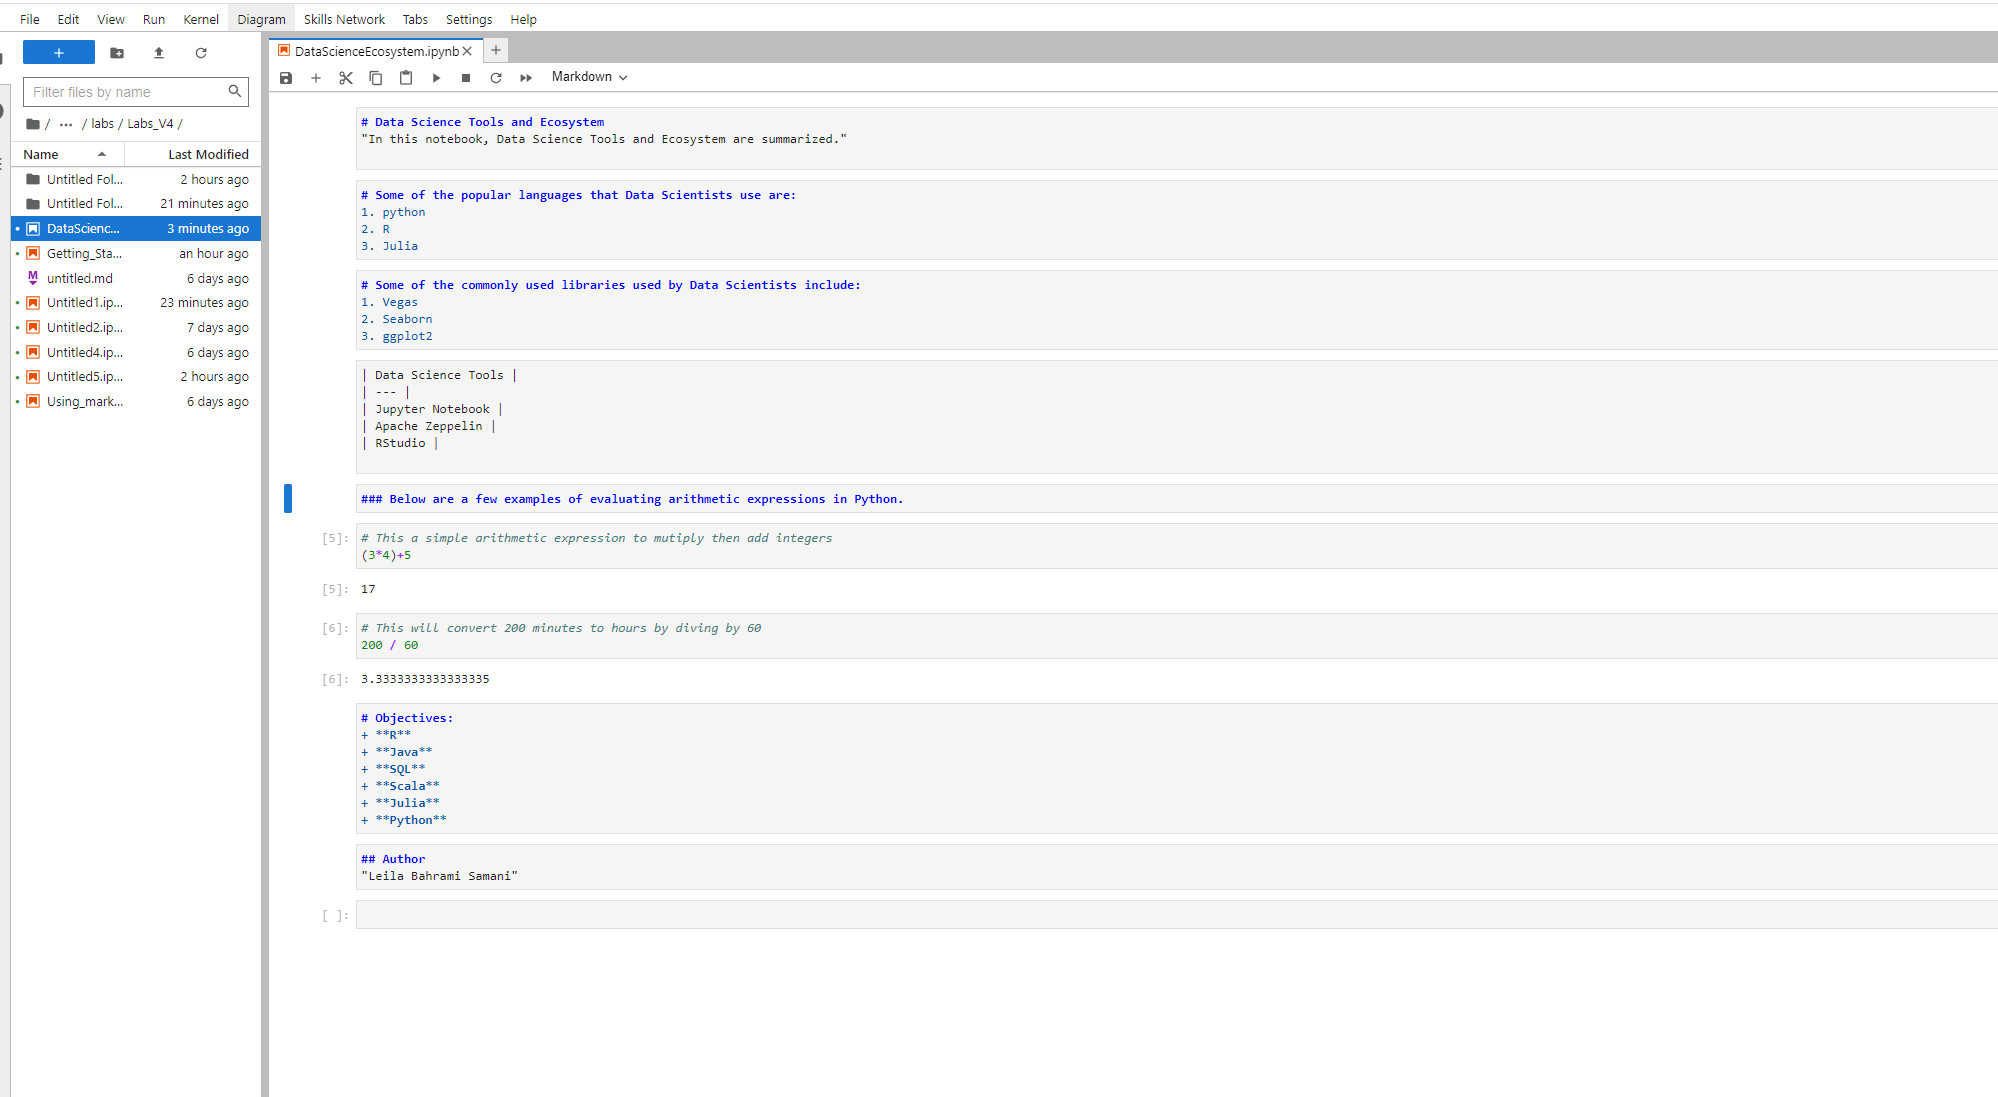 File Edit View Run Kernel Diagram Skills Network Tabs Settings Help
Filter files by name
/ ... / labs / Labs_V4 /
Name Last Modified
Untitled Fol... 2 hours ago
Untitled Fol... 21 minutes ago
DataScienc... 3 minutes ago
Getting_Sta... an hour ago
untitled.md 6 days ago
Untitled1.ip... 23 minutes ago
Untitled2.ip... 7 days ago
Untitled4.ip... 6 days ago
Untitled5.ip... 2 hours ago
Using_mark... 6 days ago
DataScienceEcosystem.ipynb
Markdown
# Data Science Tools and Ecosystem
"In this notebook, Data Science Tools and Ecosystem are summarized."
# Some of the popular languages that Data Scientists use are:
1. python
2. R
3. Julia
# Some of the commonly used libraries used by Data Scientists include:
1. Vegas
2. Seaborn
3. ggplot2
| Data Science Tools |
| --- |
| Jupyter Notebook |
| Apache Zeppelin |
| RStudio |
### Below are a few examples of evaluating arithmetic expressions in Python.
[5]: # This a simple arithmetic expression to mutiply then add integers
(3*4)+5
[5]: 17
[6]: # This will convert 200 minutes to hours by diving by 60
200 / 60
[6]: 3.3333333333333335
# Objectives:
+ **R**
+ **Java**
+ **SQL**
+ **Scala**
+ **Julia**
+ **Python**
## Author
"Leila Bahrami Samani"
[ ]: